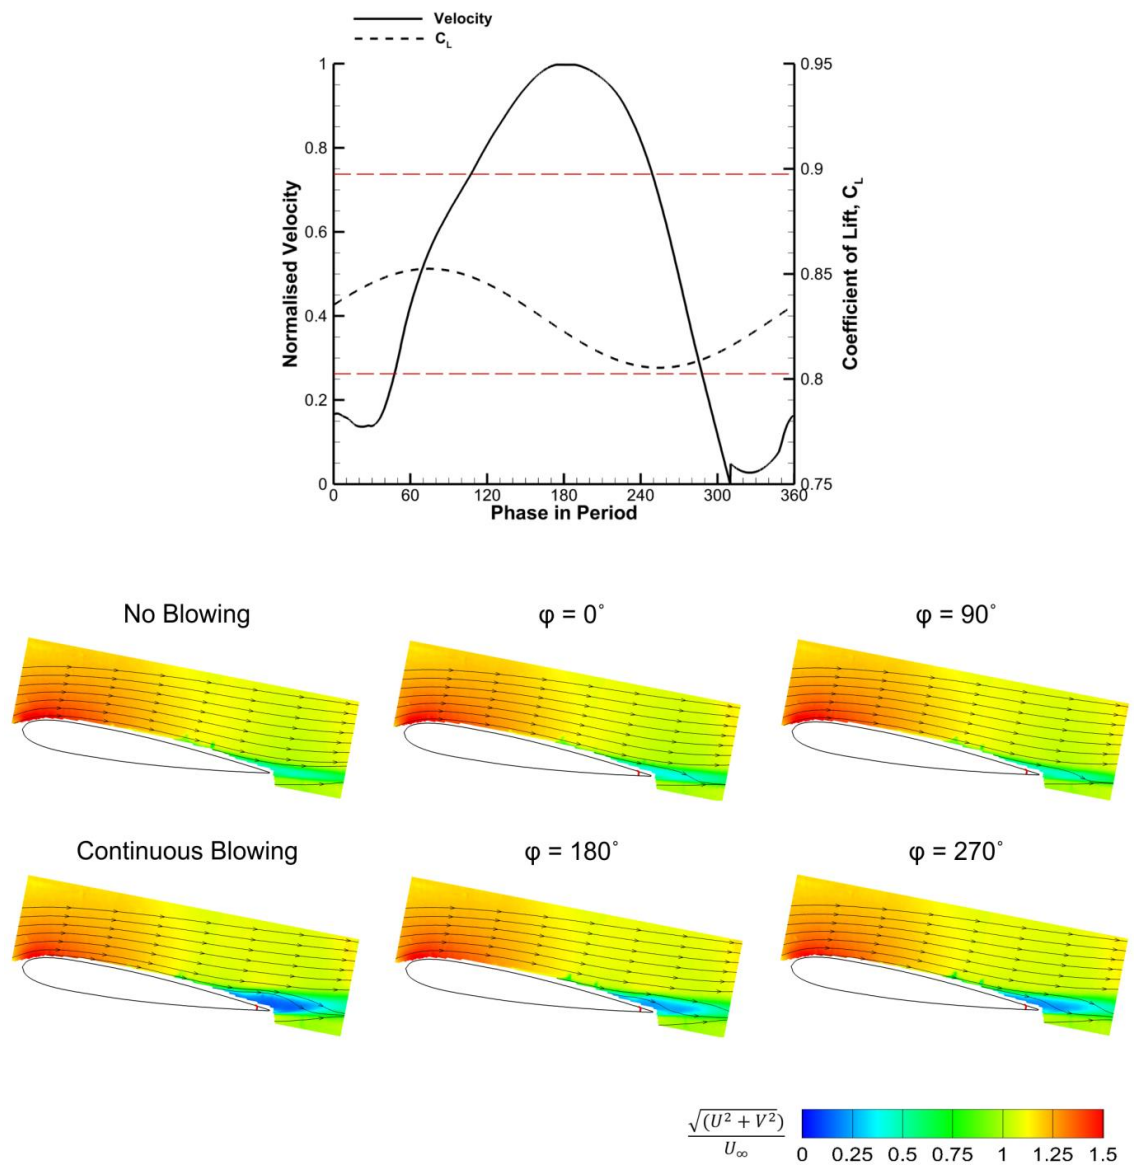 Velocity
C_L
1
0.8
0.6
0.4
0.2
0
Normalised Velocity
0.95
0.9
0.85
0.8
0.75
Coefficient of Lift, C_L
0 60 120 180 240 300 360
Phase in Period
No Blowing
φ = 0°
φ = 90°
Continuous Blowing
φ = 180°
φ = 270°
√(U² + V²)
U∞
0 0.25 0.5 0.75 1 1.25 1.5